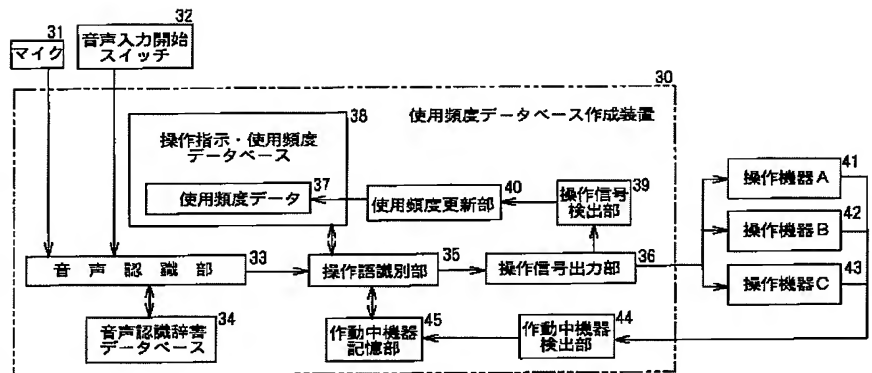 31
マイク
32
音声入力開始
スイッチ
30
使用頻度データベース作成装置
38
操作指示・使用頻度
データベース
37
使用頻度データ
40
使用頻度更新部
39
操作信号
検出部
41
操作機器A
42
操作機器B
43
操作機器C
音声認識部
33
操作語識別部
35
操作信号出力部
36
音声認識辞書
データベース
34
作動中機器
記憶部
45
作動中機器
検出部
44